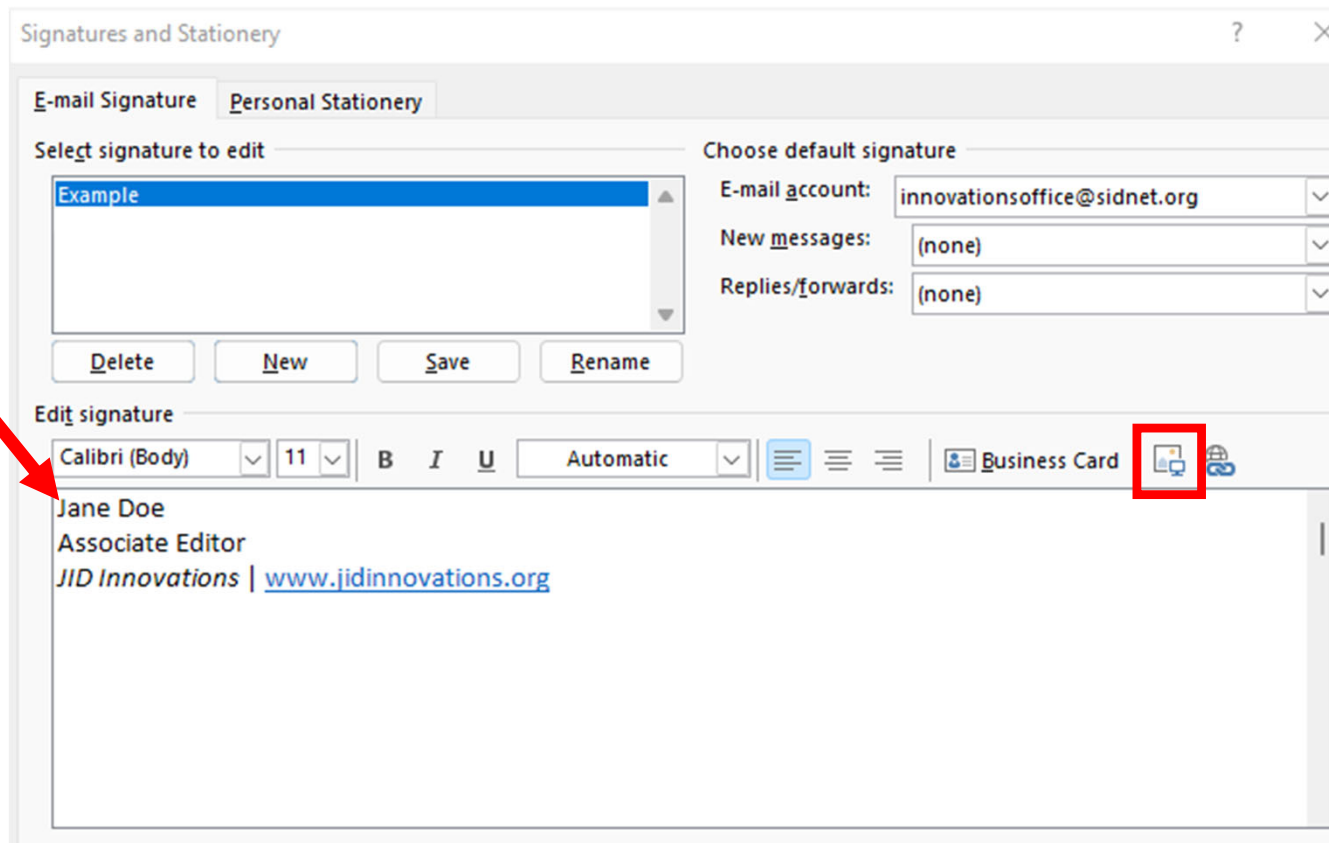 Signatures and Stationery
?
E-mail Signature
Personal Stationery
Select signature to edit
Example
Delete
New
Save
Rename
Choose default signature
E-mail account:
innovationsoffice@sidnet.org
New messages:
(none)
Replies/forwards:
(none)
Edit signature
Calibri (Body)
11
B
I
U
Automatic
Business Card
Jane Doe
Associate Editor
JID Innovations | www.jidinnovations.org